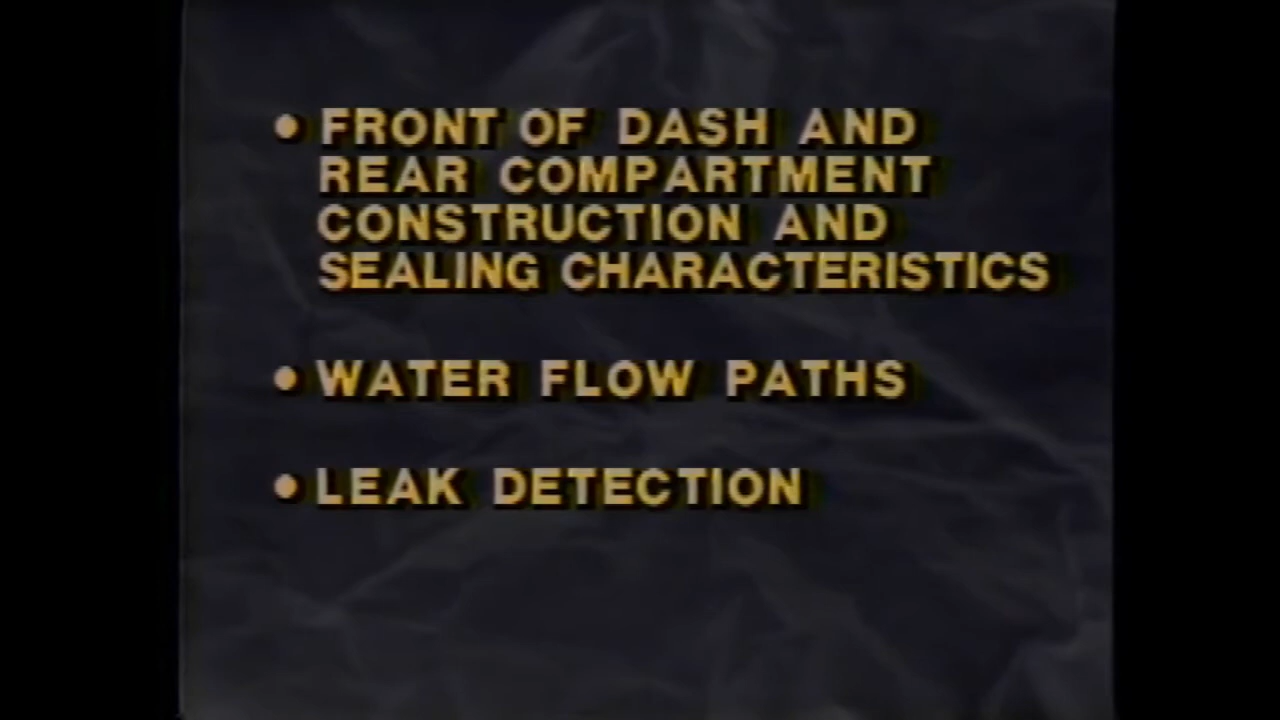 • FRONT OF DASH AND
REAR COMPARTMENT
CONSTRUCTION AND
SEALING CHARACTERISTICS
• WATER FLOW PATHS
• LEAK DETECTION